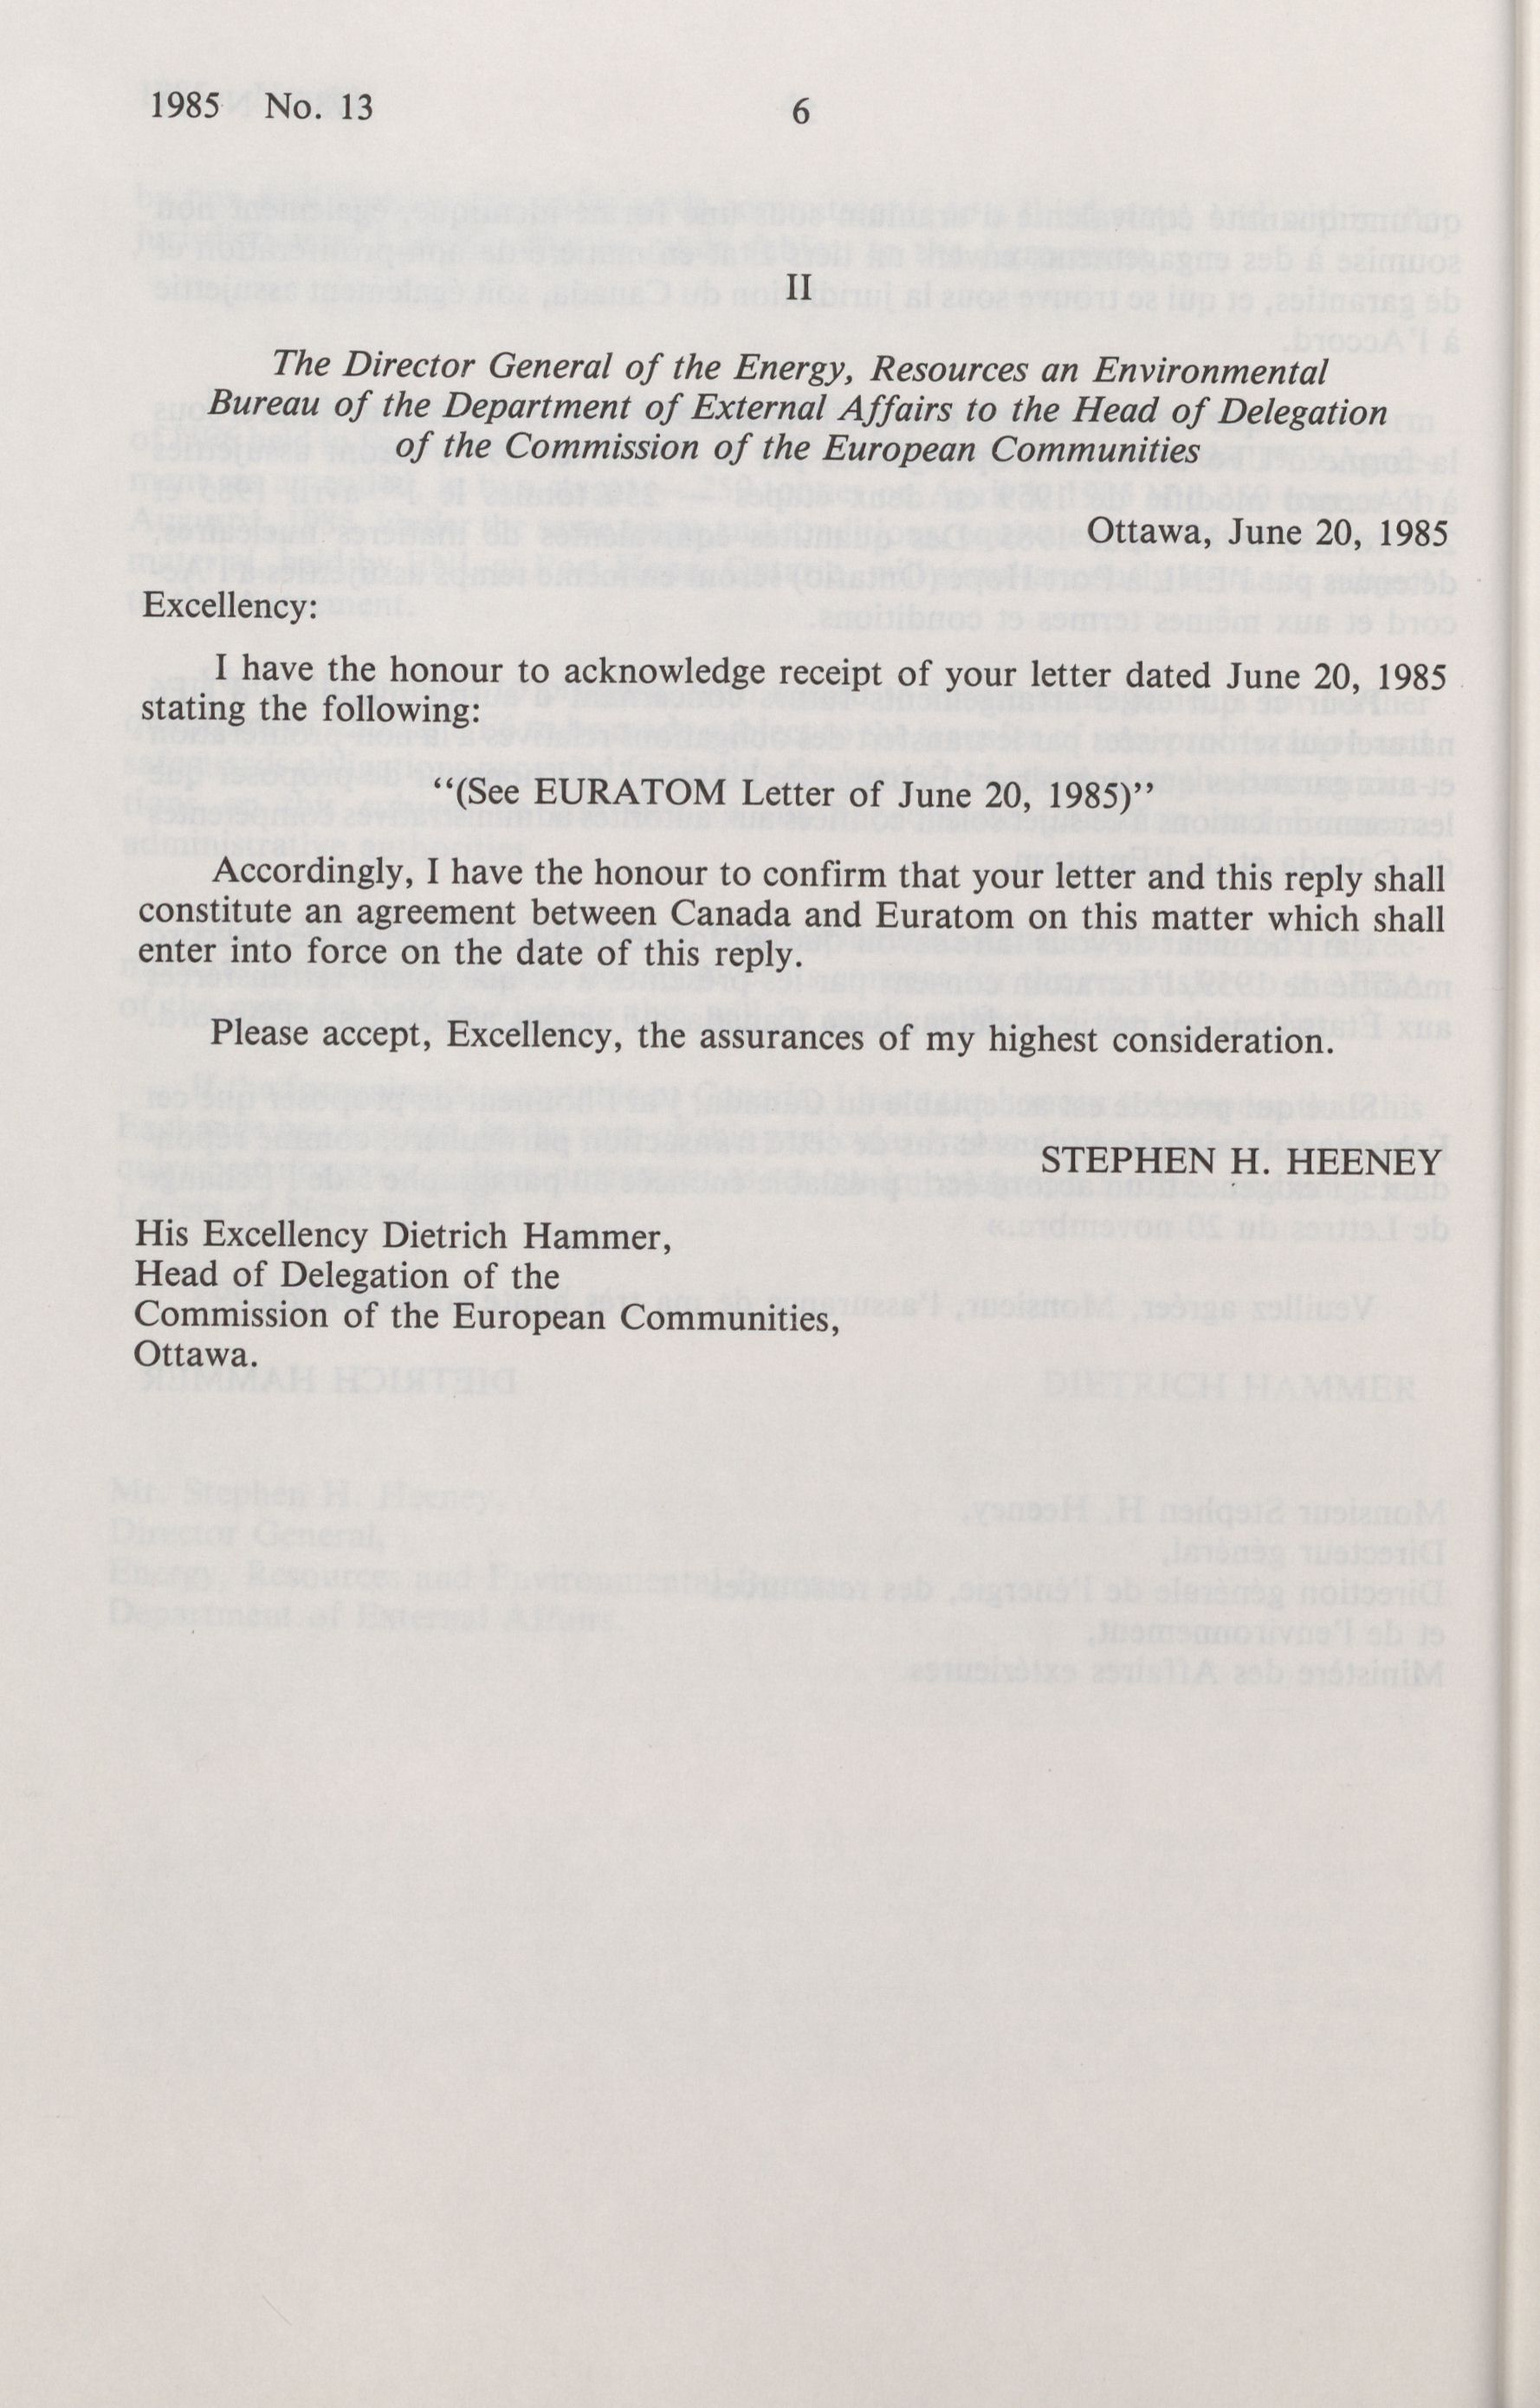 1985 No. 13 6
II
The Director General of the Energy, Resources an Environmental
Bureau of the Department of External Affairs to the Head of Delegation
of the Commission of the European Communities
Ottawa, June 20, 1985
Excellency:
I have the honour to acknowledge receipt of your letter dated June 20, 1985
stating the following:
“(See EURATOM Letter of June 20, 1985)”
Accordingly, I have the honour to confirm that your letter and this reply shall
constitute an agreement between Canada and Euratom on this matter which shall
enter into force on the date of this reply.
Please accept, Excellency, the assurances of my highest consideration.
STEPHEN H. HEENEY
His Excellency Dietrich Hammer,
Head of Delegation of the
Commission of the European Communities,
Ottawa.